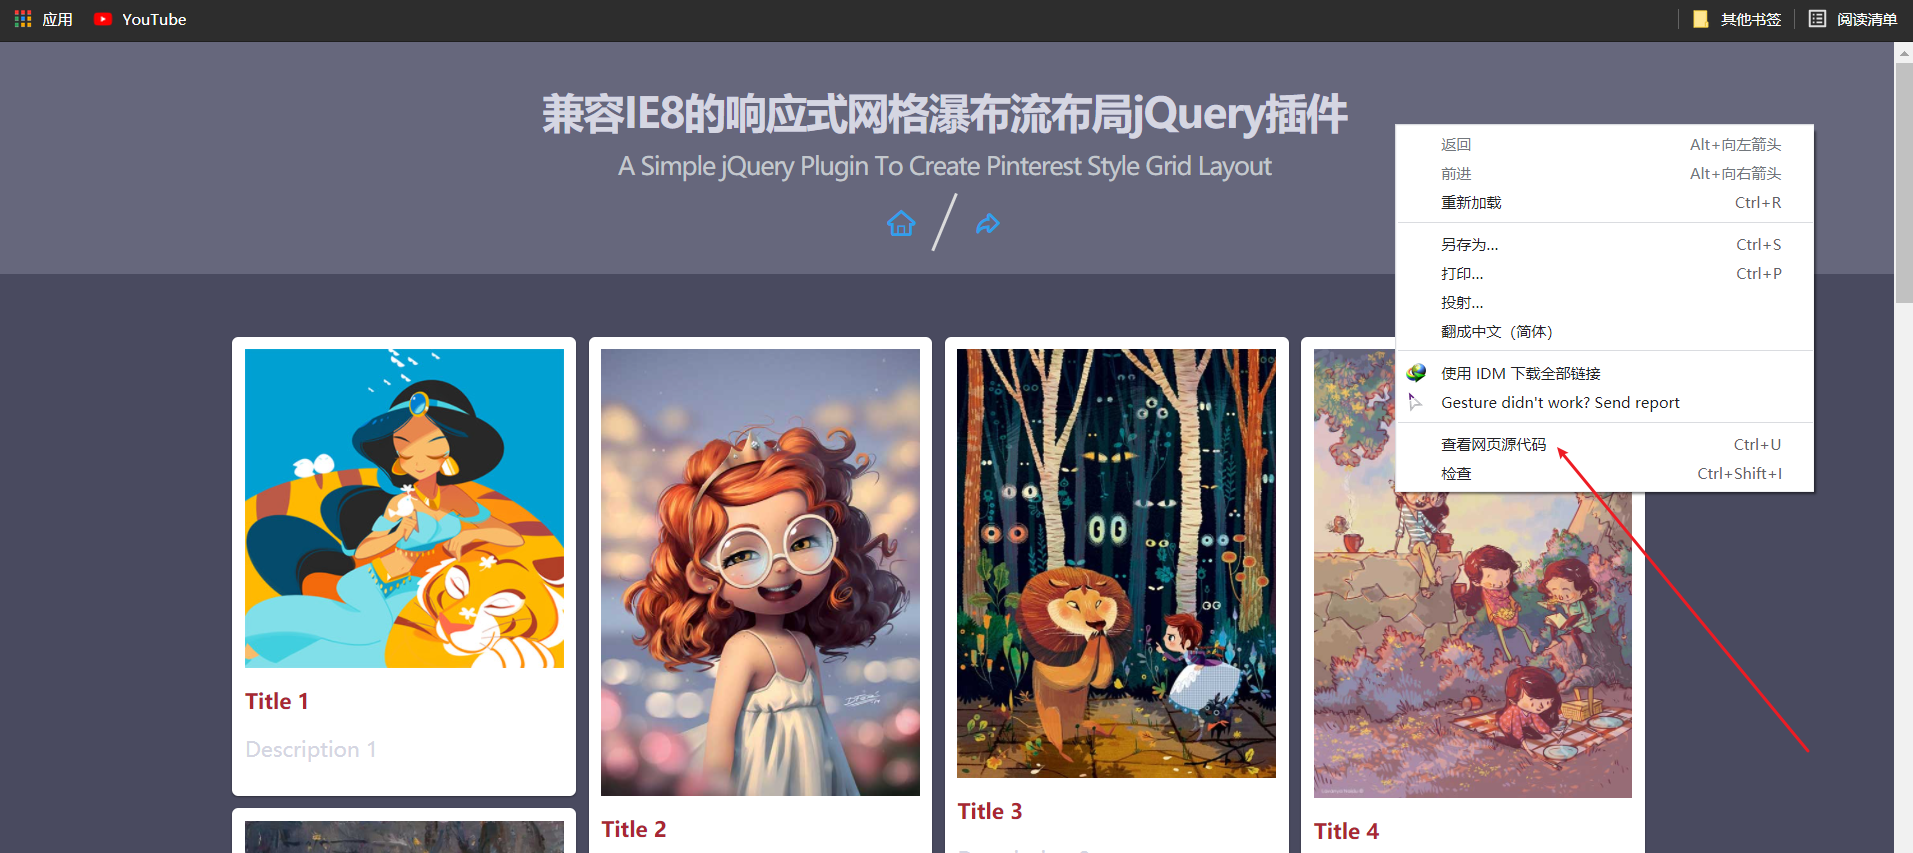 应用
YouTube
其他书签
阅读清单
兼容IE8的响应式网格瀑布流布局jQuery插件
A Simple jQuery Plugin To Create Pinterest Style Grid Layout
返回 Alt+向左箭头
前进 Alt+向右箭头
重新加载 Ctrl+R
另存为... Ctrl+S
打印... Ctrl+P
投射...
翻成中文（简体）
使用 IDM 下载全部链接
Gesture didn't work? Send report
查看网页源代码 Ctrl+U
检查 Ctrl+Shift+I
Title 1
Description 1
Title 2
Title 3
Title 4